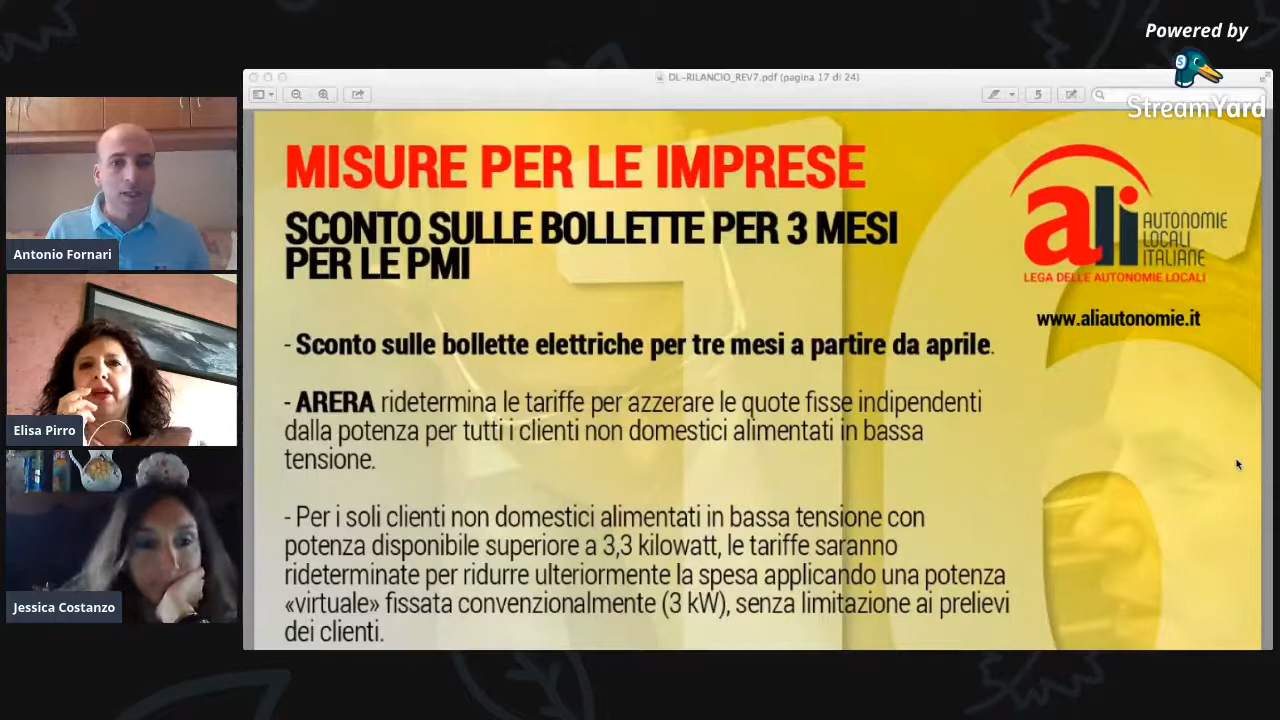 Powered by
StreamYard
DL-RILANCIO_REV7.pdf (pagina 17 di 24)
Antonio Fornari
Elisa Pirro
Jessica Costanzo
MISURE PER LE IMPRESE
SCONTO SULLE BOLLETTE PER 3 MESI
PER LE PMI
ali AUTONOMIE
LOCALI
ITALIANE
LEGA DELLE AUTONOMIE LOCALI
www.aliautonomie.it
- Sconto sulle bollette elettriche per tre mesi a partire da aprile.
- ARERA ridetermina le tariffe per azzerare le quote fisse indipendenti
dalla potenza per tutti i clienti non domestici alimentati in bassa
tensione.
- Per i soli clienti non domestici alimentati in bassa tensione con
potenza disponibile superiore a 3,3 kilowatt, le tariffe saranno
rideterminate per ridurre ulteriormente la spesa applicando una potenza
«virtuale» fissata convenzionalmente (3 kW), senza limitazione ai prelievi
dei clienti.